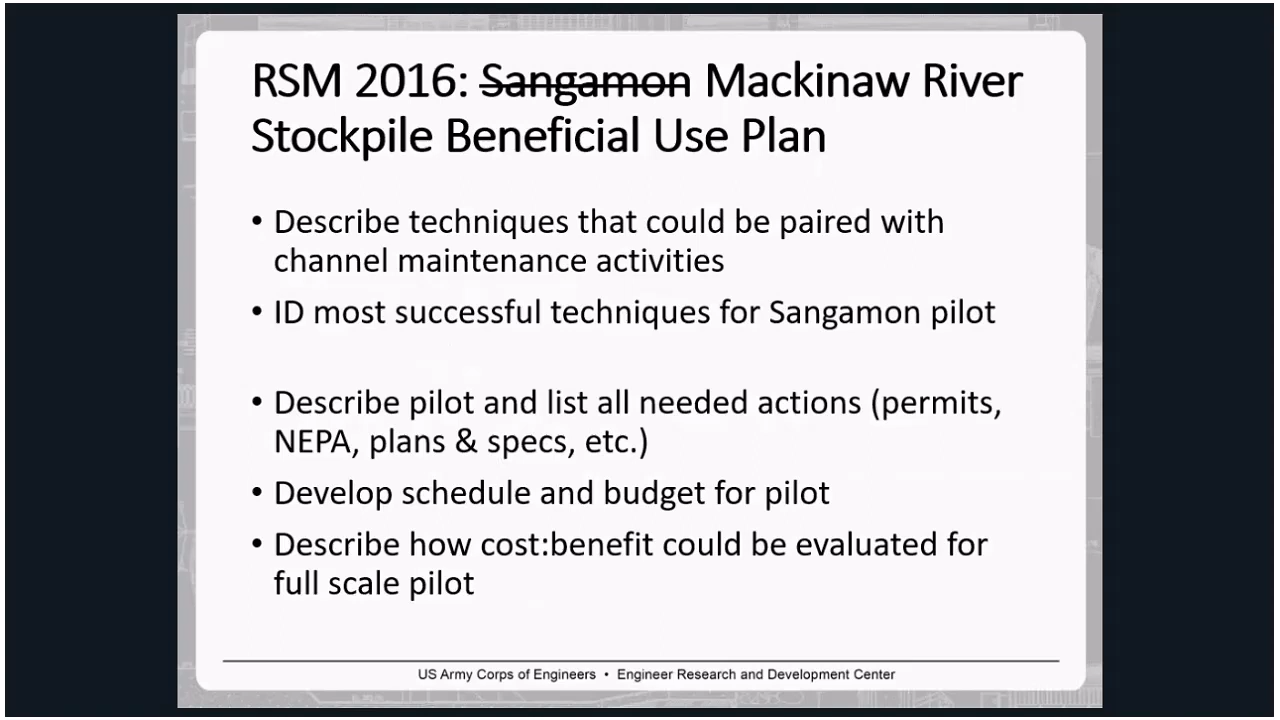 RSM 2016: Sangamon Mackinaw River
Stockpile Beneficial Use Plan
• Describe techniques that could be paired with
channel maintenance activities
• ID most successful techniques for Sangamon pilot
• Describe pilot and list all needed actions (permits,
NEPA, plans & specs, etc.)
• Develop schedule and budget for pilot
• Describe how cost:benefit could be evaluated for
full scale pilot
US Army Corps of Engineers • Engineer Research and Development Center